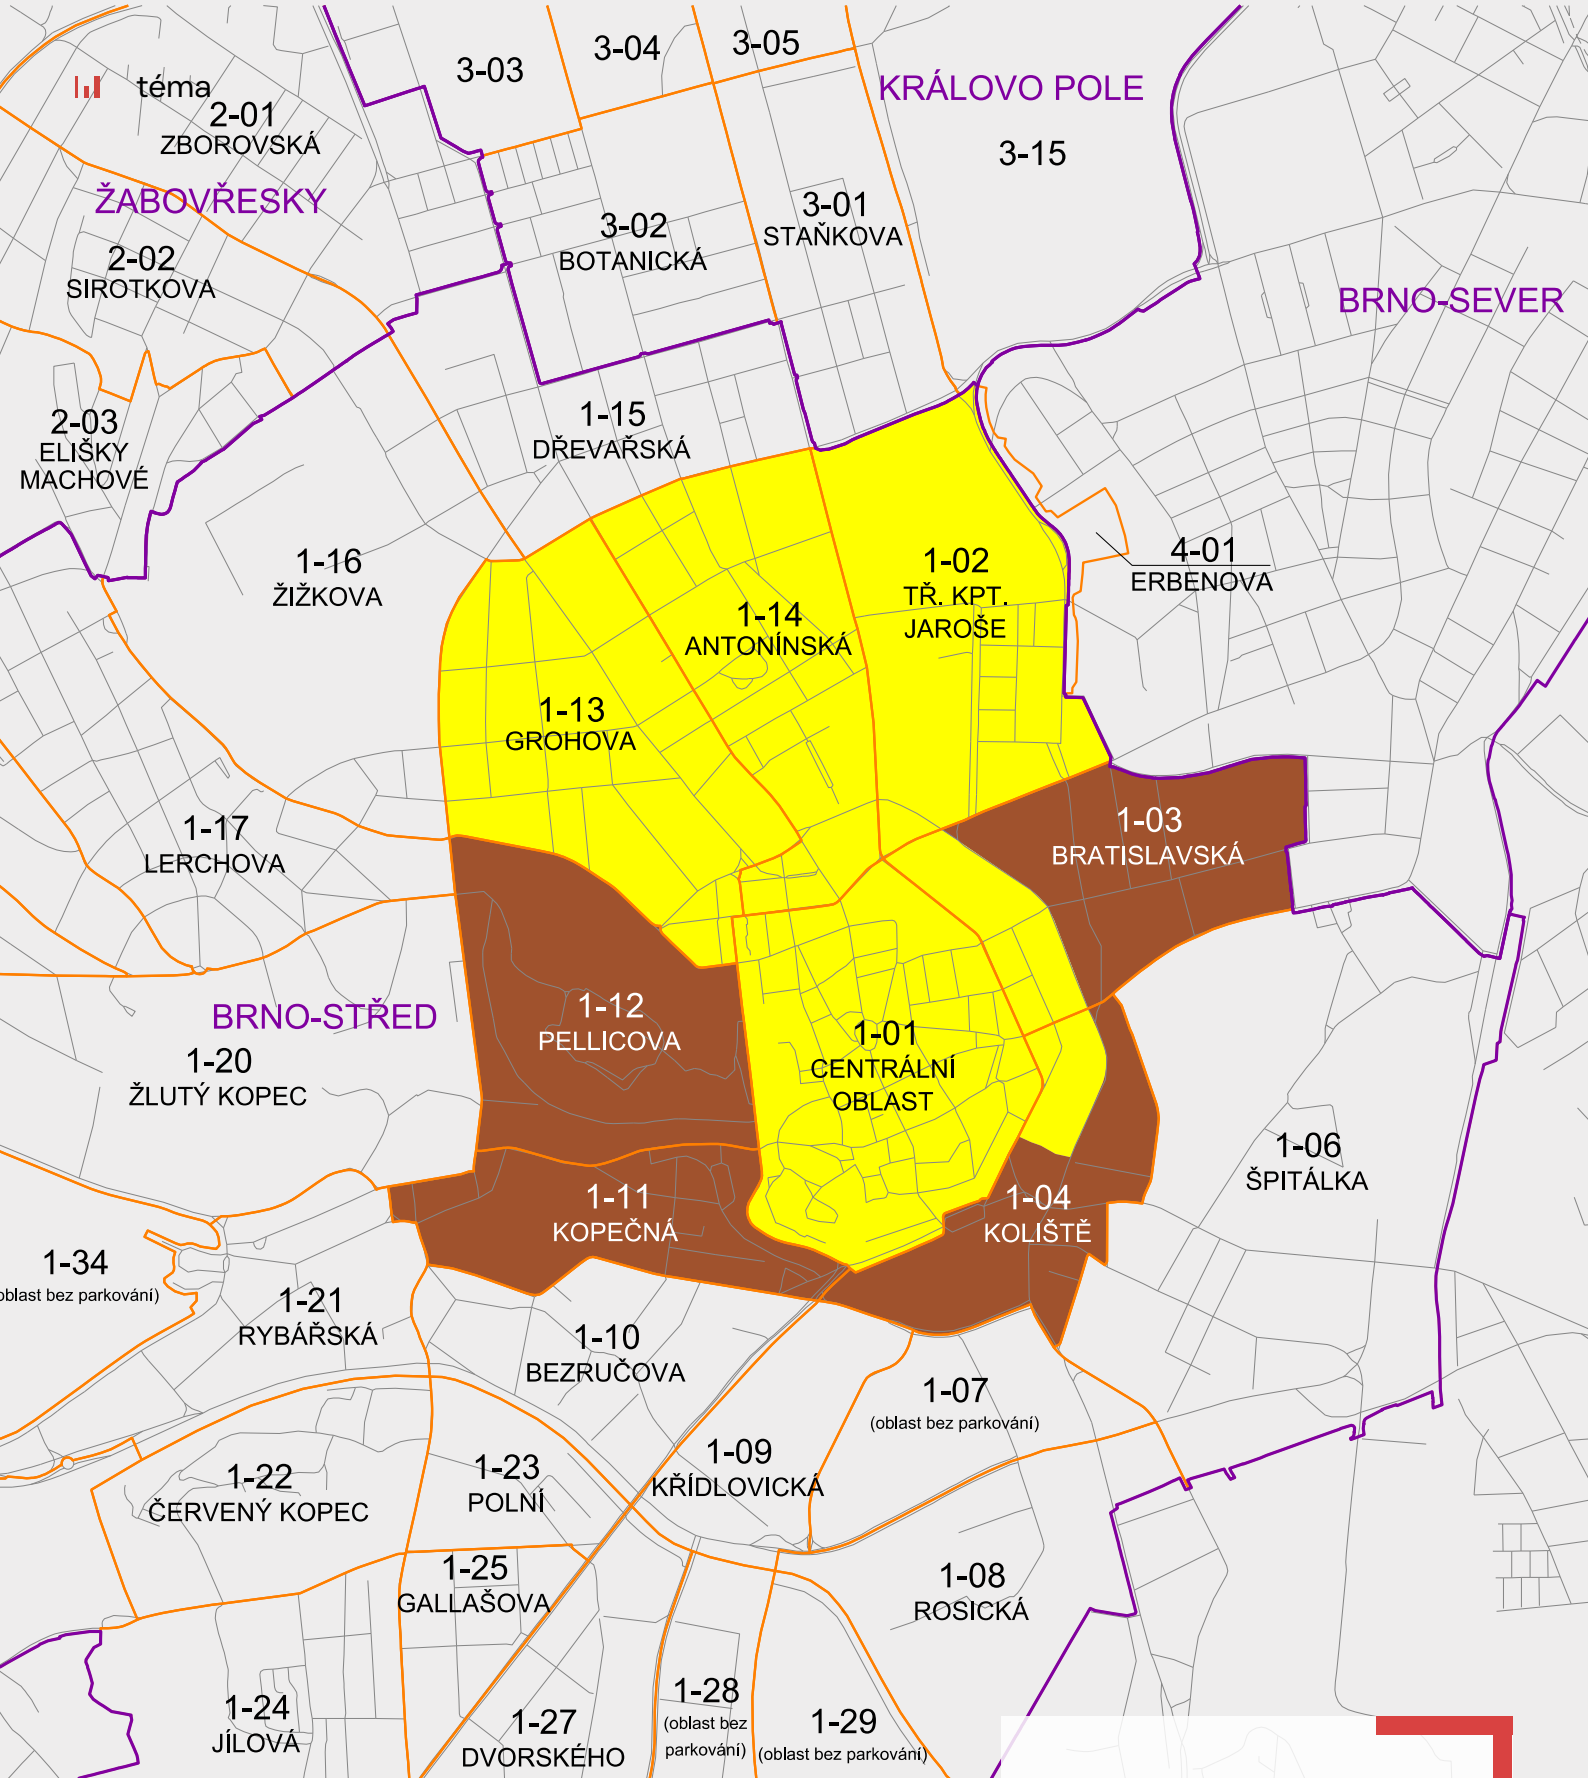 3-03
3-04
3-05
KRÁLOVO POLE
3-15
téma
2-01
ZBOROVSKÁ
ŽABOVŘESKY
2-02
SIROTKOVA
3-02
BOTANICKÁ
3-01
STAŇKOVA
BRNO-SEVER
2-03
ELIŠKY
MACHOVÉ
1-15
DŘEVAŘSKÁ
1-16
ŽIŽKOVA
1-02
TŘ. KPT.
JAROŠE
4-01
ERBENOVA
1-14
ANTONÍNSKÁ
1-13
GROHOVA
1-17
LERCHOVA
1-03
BRATISLAVSKÁ
BRNO-STŘED
1-12
PELLICOVA
1-20
ŽLUTÝ KOPEC
1-01
CENTRÁLNÍ
OBLAST
1-06
ŠPITÁLKA
1-11
KOPEČNÁ
1-04
KOLIŠTĚ
1-34
oblast bez parkování)
1-21
RYBÁŘSKÁ
1-10
BEZRUČOVA
1-07
(oblast bez parkování)
1-09
KŘÍDLOVICKÁ
1-22
ČERVENÝ KOPEC
1-23
POLNÍ
1-25
GALLAŠOVA
1-08
ROSICKÁ
1-24
JÍLOVÁ
1-27
DVORSKÉHO
1-28
(oblast bez
parkování)
1-29
(oblast bez parkování)